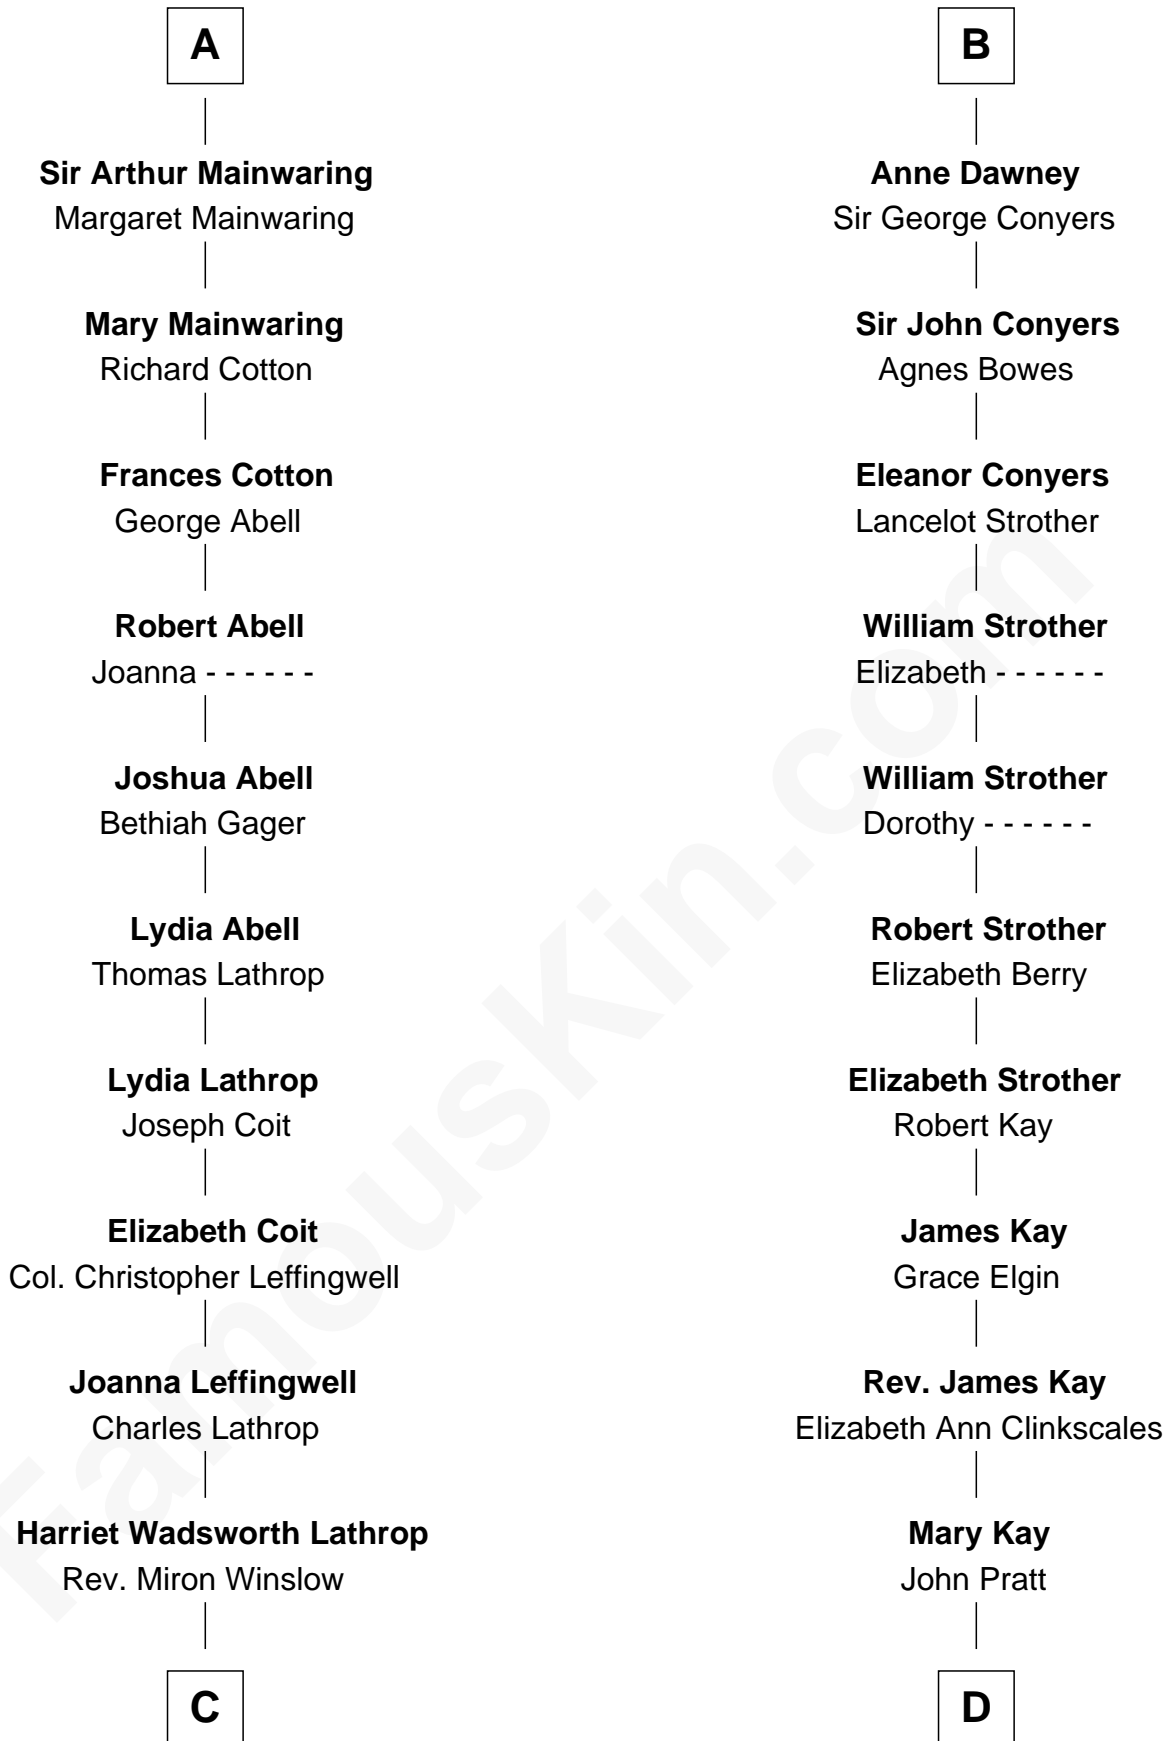 A
Sir Arthur Mainwaring
Margaret Mainwaring
Mary Mainwaring
Richard Cotton
Frances Cotton
George Abell
Robert Abell
Joanna - - - - - -
Joshua Abell
Bethiah Gager
Lydia Abell
Thomas Lathrop
Lydia Lathrop
Joseph Coit
Elizabeth Coit
Col. Christopher Leffingwell
Joanna Leffingwell
Charles Lathrop
Harriet Wadsworth Lathrop
Rev. Miron Winslow
C
B
Anne Dawney
Sir George Conyers
Sir John Conyers
Agnes Bowes
Eleanor Conyers
Lancelot Strother
William Strother
Elizabeth - - - - - -
William Strother
Dorothy - - - - - -
Robert Strother
Elizabeth Berry
Elizabeth Strother
Robert Kay
James Kay
Grace Elgin
Rev. James Kay
Elizabeth Ann Clinkscales
Mary Kay
John Pratt
D
FamousKin.com